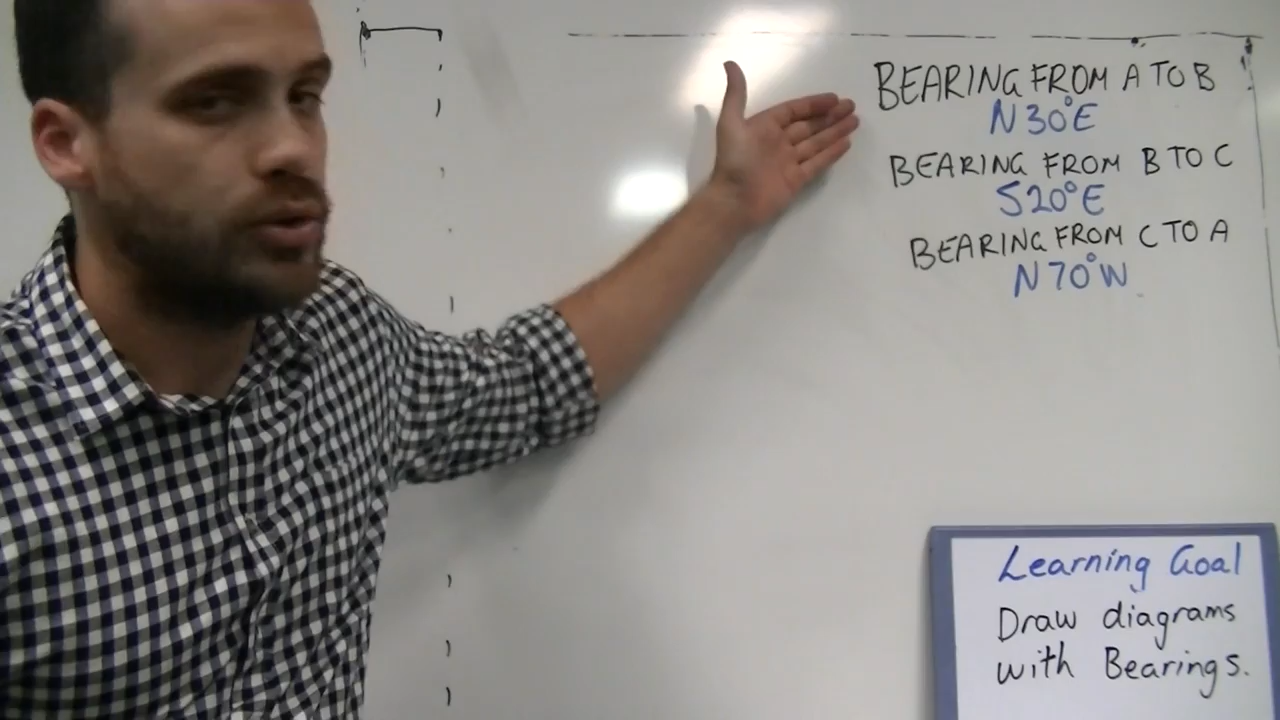 BEARING FROM A TO B
N30°E
BEARING FROM B TO C
S20°E
BEARING FROM C TO A
N70°W
Learning Goal
Draw diagrams
with Bearings.